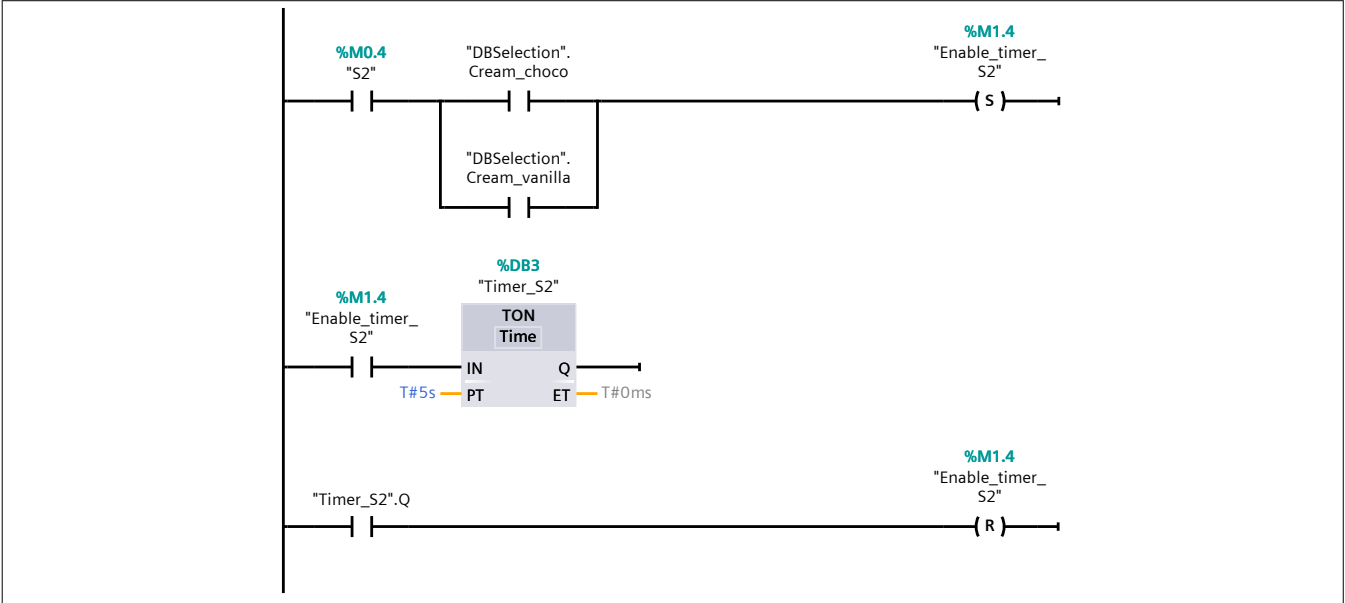 %M1.4
"Enable_timer_
S2"
%M0.4
"S2"
"DBSelection".
Cream_choco
S
"DBSelection".
Cream_vanilla
%DB3
"Timer_S2"
%M1.4
"Enable_timer_
S2"
TON
Time
IN
Q
T#5s
PT
ET
T#0ms
%M1.4
"Enable_timer_
S2"
"Timer_S2".Q
R